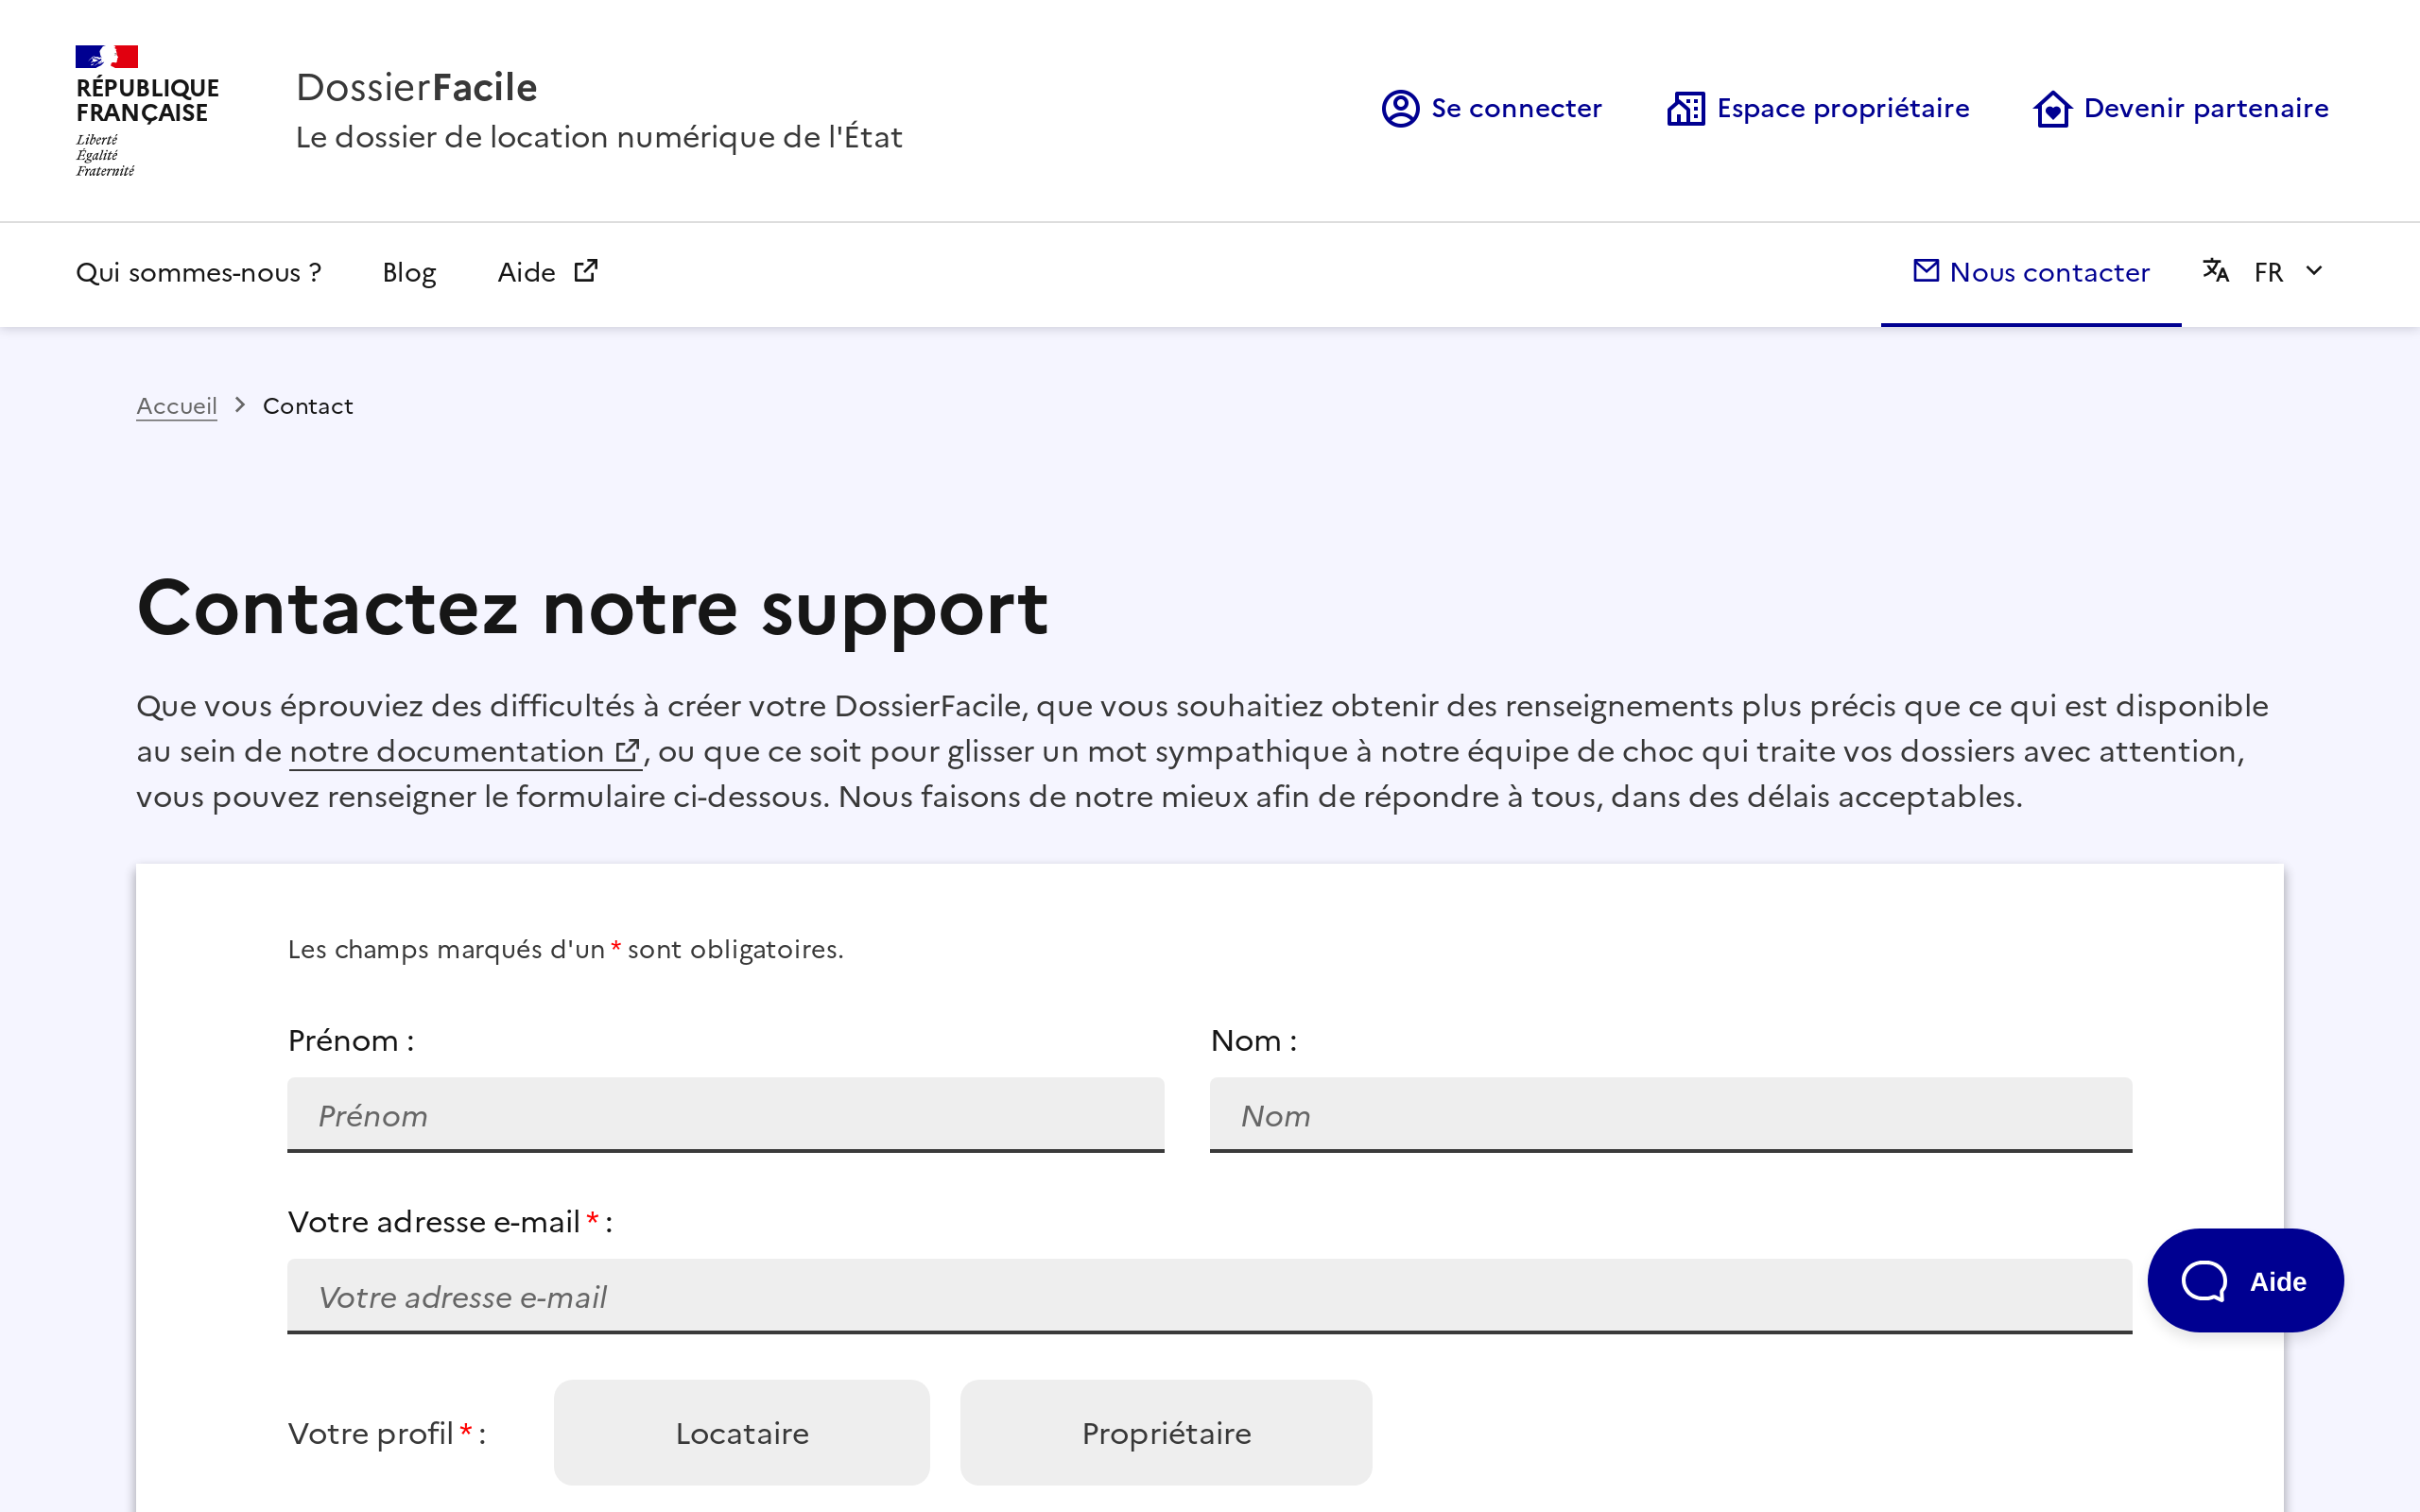 RÉPUBLIQUE
FRANÇAISE
Liberté
Égalité
Fraternité
DossierFacile
Le dossier de location numérique de l'État
Se connecter
Espace propriétaire
Devenir partenaire
Qui sommes-nous ?
Blog
Aide
Nous contacter
FR
Accueil
Contact
Contactez notre support
Que vous éprouviez des difficultés à créer votre DossierFacile, que vous souhaitiez obtenir des renseignements plus précis que ce qui est disponible
au sein de notre documentation, ou que ce soit pour glisser un mot sympathique à notre équipe de choc qui traite vos dossiers avec attention,
vous pouvez renseigner le formulaire ci-dessous. Nous faisons de notre mieux afin de répondre à tous, dans des délais acceptables.
Les champs marqués d'un * sont obligatoires.
Prénom :
Nom :
Prénom
Nom
Votre adresse e-mail * :
Votre adresse e-mail
Aide
Votre profil * :
Locataire
Propriétaire